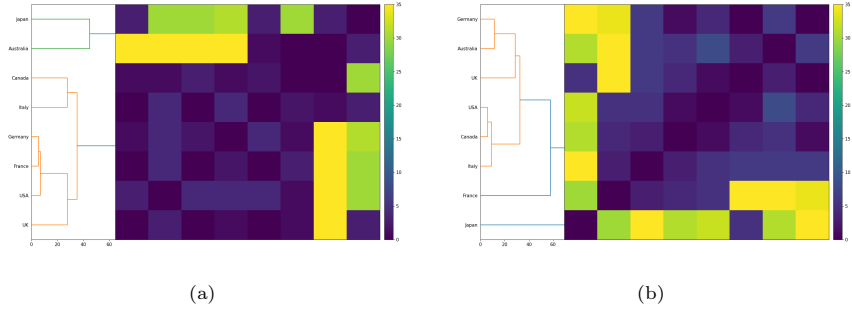 Japan
Australia
Canada
Italy
Germany
France
USA
UK
0 20 40 60
35
30
25
20
15
10
5
0
(a)
Germany
Australia
UK
USA
Canada
Italy
France
Japan
0 20 40 60
35
30
25
20
15
10
5
0
(b)